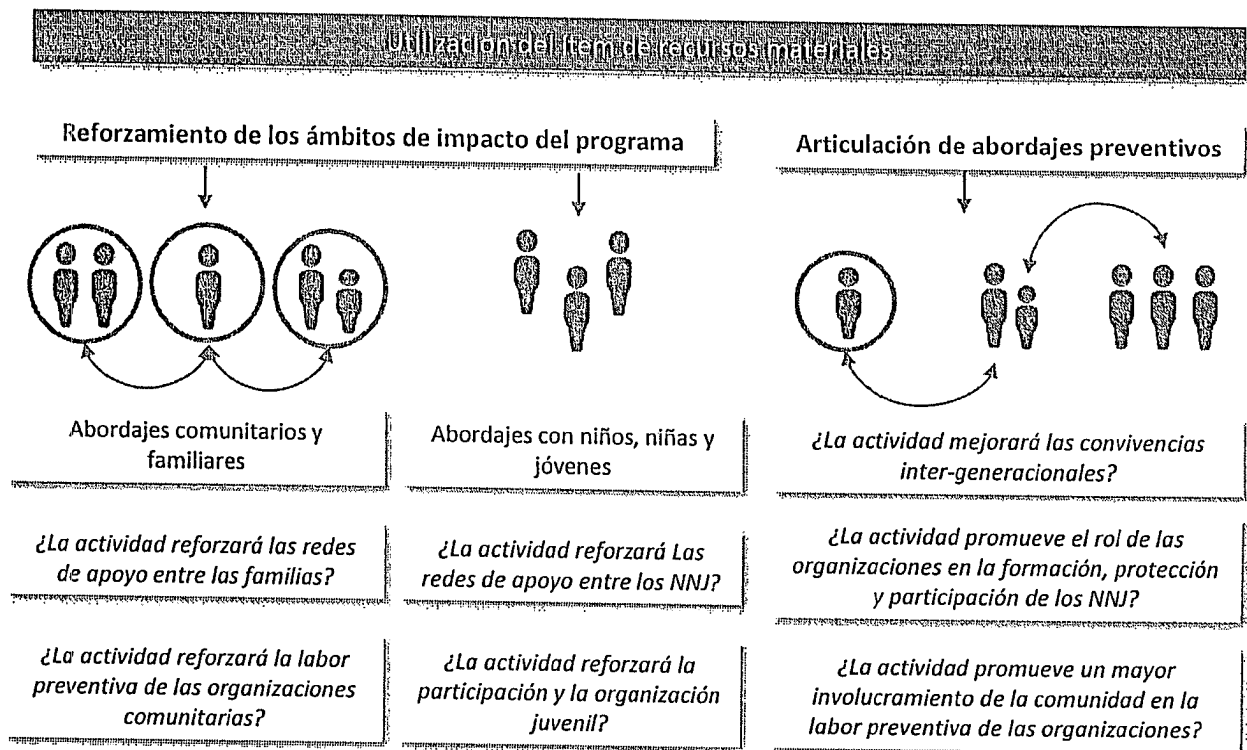 Utilización del ítem de recursos materiales
Reforzamiento de los ámbitos de impacto del programa
Articulación de abordajes preventivos
Abordajes comunitarios y
familiares
¿La actividad reforzará las redes
de apoyo entre las familias?
¿La actividad reforzará la labor
preventiva de las organizaciones
comunitarias?
Abordajes con niños, niñas y
jóvenes
¿La actividad reforzará Las
redes de apoyo entre los NNJ?
¿La actividad reforzará la
participación y la organización
juvenil?
¿La actividad mejorará las convivencias
inter-generacionales?
¿La actividad promueve el rol de las
organizaciones en la formación, protección
y participación de los NNJ?
¿La actividad promueve un mayor
involucramiento de la comunidad en la
labor preventiva de las organizaciones?